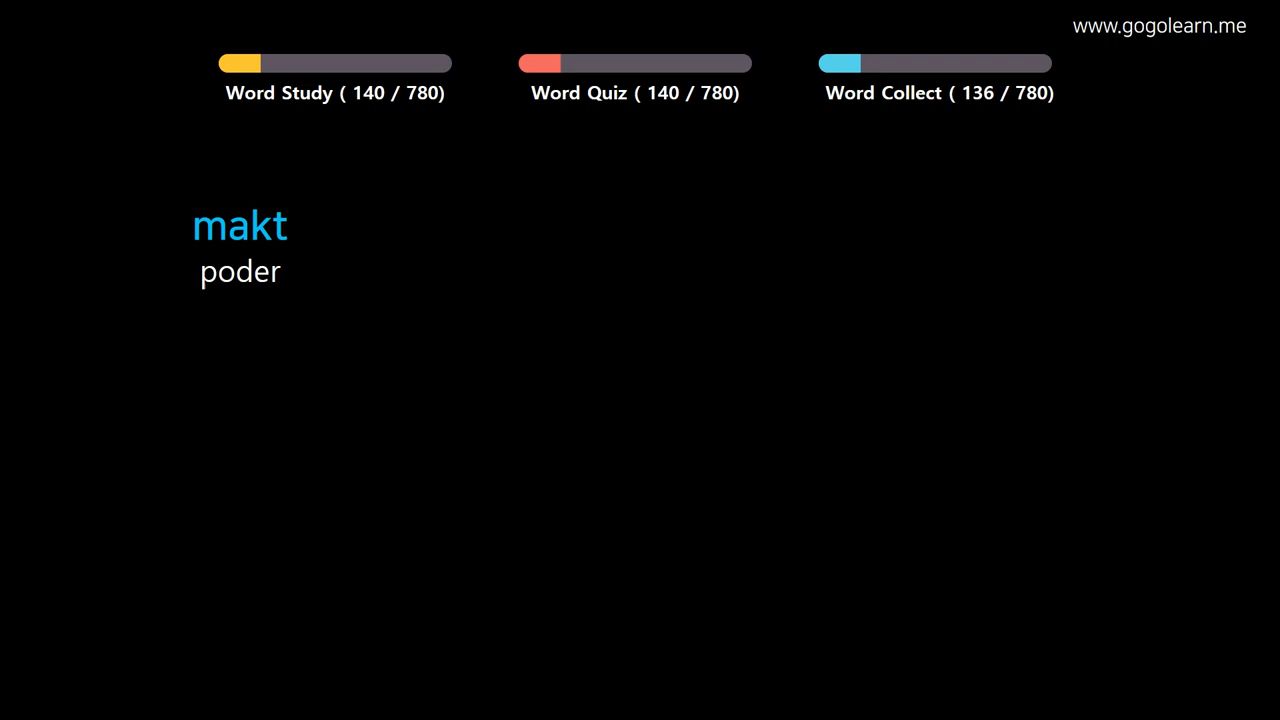 www.gogolearn.me
Word Study ( 140 / 780)
Word Quiz ( 140 / 780)
Word Collect ( 136 / 780)
makt
poder